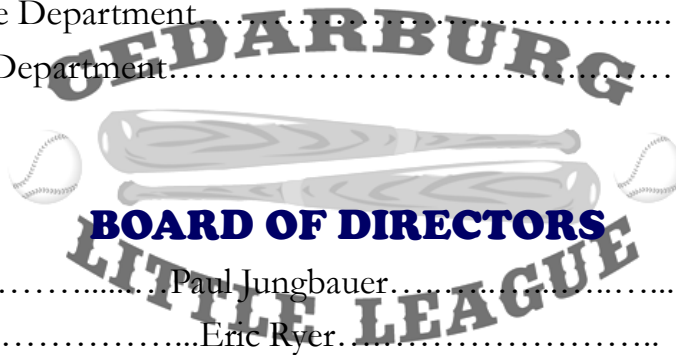 e Department
CEDARBURG
Department
BOARD OF DIRECTORS
Paul Jungbauer
LITTLE LEAGUE
Eric Ryer